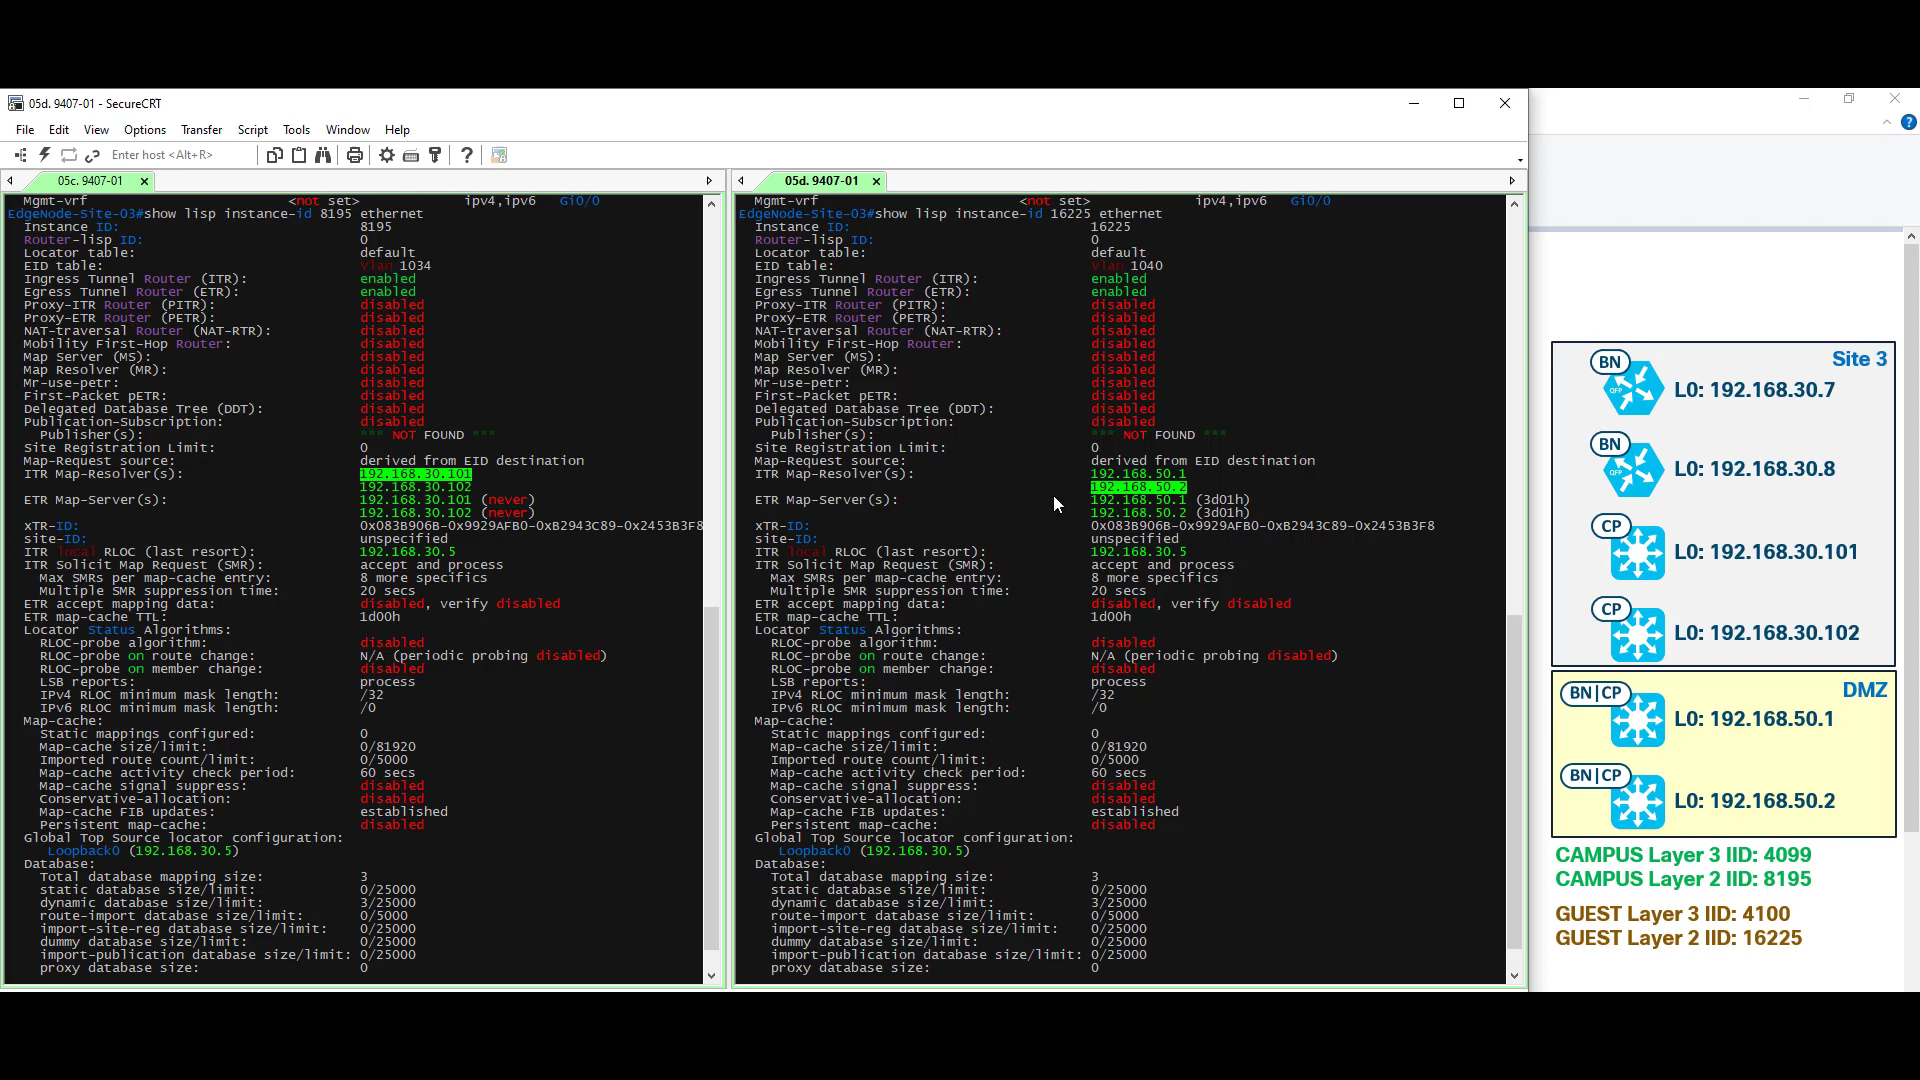 05d. 9407-01 - SecureCRT
File Edit View Options Transfer Script Tools Window Help
Enter host <Alt+R>
05c. 9407-01
Mgmt-vrf <not set> ipv4,ipv6 Gi0/0
EdgeNode-Site-03#show lisp instance-id 8195 ethernet
Instance ID: 8195
Router-lisp ID: 0
Locator table: default
EID table: Vlan 1034
Ingress Tunnel Router (ITR): enabled
Egress Tunnel Router (ETR): enabled
Proxy-ITR Router (PITR): disabled
Proxy-ETR Router (PETR): disabled
NAT-traversal Router (NAT-RTR): disabled
Mobility First-Hop Router: disabled
Map Server (MS): disabled
Map Resolver (MR): disabled
Mr-use-petr: disabled
First-Packet pETR: disabled
Delegated Database Tree (DDT): disabled
Publication-Subscription: disabled
Publisher(s): *** NOT FOUND ***
Site Registration Limit: 0
Map-Request source: derived from EID destination
ITR Map-Resolver(s): 192.168.30.101
192.168.30.102
ETR Map-Server(s): 192.168.30.101 (never)
192.168.30.102 (never)
xTR-ID: 0x083B906B-0x9929AFB0-0xB2943C89-0x2453B3F8
site-ID: unspecified
ITR local RLOC (last resort): 192.168.30.5
ITR Solicit Map Request (SMR): accept and process
Max SMRs per map-cache entry: 8 more specifics
Multiple SMR suppression time: 20 secs
ETR accept mapping data: disabled, verify disabled
ETR map-cache TTL: 1d00h
Locator Status Algorithms:
RLOC-probe algorithm: disabled
RLOC-probe on route change: N/A (periodic probing disabled)
RLOC-probe on member change: disabled
LSB reports: process
IPv4 RLOC minimum mask length: /32
IPv6 RLOC minimum mask length: /0
Map-cache:
Static mappings configured: 0
Map-cache size/limit: 0/81920
Imported route count/limit: 0/5000
Map-cache activity check period: 60 secs
Map-cache signal suppress: disabled
Conservative-allocation: disabled
Map-cache FIB updates: established
Persistent map-cache: disabled
Global Top Source locator configuration:
Loopback0 (192.168.30.5)
Database:
Total database mapping size: 3
static database size/limit: 0/25000
dynamic database size/limit: 3/25000
route-import database size/limit: 0/5000
import-site-reg database size/limit: 0/25000
dummy database size/limit: 0/25000
import-publication database size/limit: 0/25000
proxy database size: 0
05d. 9407-01
Mgmt-vrf <not set> ipv4,ipv6 Gi0/0
EdgeNode-Site-03#show lisp instance-id 16225 ethernet
Instance ID: 16225
Router-lisp ID: 0
Locator table: default
EID table: Vlan 1040
Ingress Tunnel Router (ITR): enabled
Egress Tunnel Router (ETR): enabled
Proxy-ITR Router (PITR): disabled
Proxy-ETR Router (PETR): disabled
NAT-traversal Router (NAT-RTR): disabled
Mobility First-Hop Router: disabled
Map Server (MS): disabled
Map Resolver (MR): disabled
Mr-use-petr: disabled
First-Packet pETR: disabled
Delegated Database Tree (DDT): disabled
Publication-Subscription: disabled
Publisher(s): *** NOT FOUND ***
Site Registration Limit: 0
Map-Request source: derived from EID destination
ITR Map-Resolver(s): 192.168.50.1
192.168.50.2
ETR Map-Server(s): 192.168.50.1 (3d01h)
192.168.50.2 (3d01h)
xTR-ID: 0x083B906B-0x9929AFB0-0xB2943C89-0x2453B3F8
site-ID: unspecified
ITR local RLOC (last resort): 192.168.30.5
ITR Solicit Map Request (SMR): accept and process
Max SMRs per map-cache entry: 8 more specifics
Multiple SMR suppression time: 20 secs
ETR accept mapping data: disabled, verify disabled
ETR map-cache TTL: 1d00h
Locator Status Algorithms:
RLOC-probe algorithm: disabled
RLOC-probe on route change: N/A (periodic probing disabled)
RLOC-probe on member change: disabled
LSB reports: process
IPv4 RLOC minimum mask length: /32
IPv6 RLOC minimum mask length: /0
Map-cache:
Static mappings configured: 0
Map-cache size/limit: 0/81920
Imported route count/limit: 0/5000
Map-cache activity check period: 60 secs
Map-cache signal suppress: disabled
Conservative-allocation: disabled
Map-cache FIB updates: established
Persistent map-cache: disabled
Global Top Source locator configuration:
Loopback0 (192.168.30.5)
Database:
Total database mapping size: 3
static database size/limit: 0/25000
dynamic database size/limit: 3/25000
route-import database size/limit: 0/5000
import-site-reg database size/limit: 0/25000
dummy database size/limit: 0/25000
import-publication database size/limit: 0/25000
proxy database size: 0
Site 3
BN QFP L0: 192.168.30.7
BN QFP L0: 192.168.30.8
CP L0: 192.168.30.101
CP L0: 192.168.30.102
DMZ
BN|CP L0: 192.168.50.1
BN|CP L0: 192.168.50.2
CAMPUS Layer 3 IID: 4099
CAMPUS Layer 2 IID: 8195
GUEST Layer 3 IID: 4100
GUEST Layer 2 IID: 16225